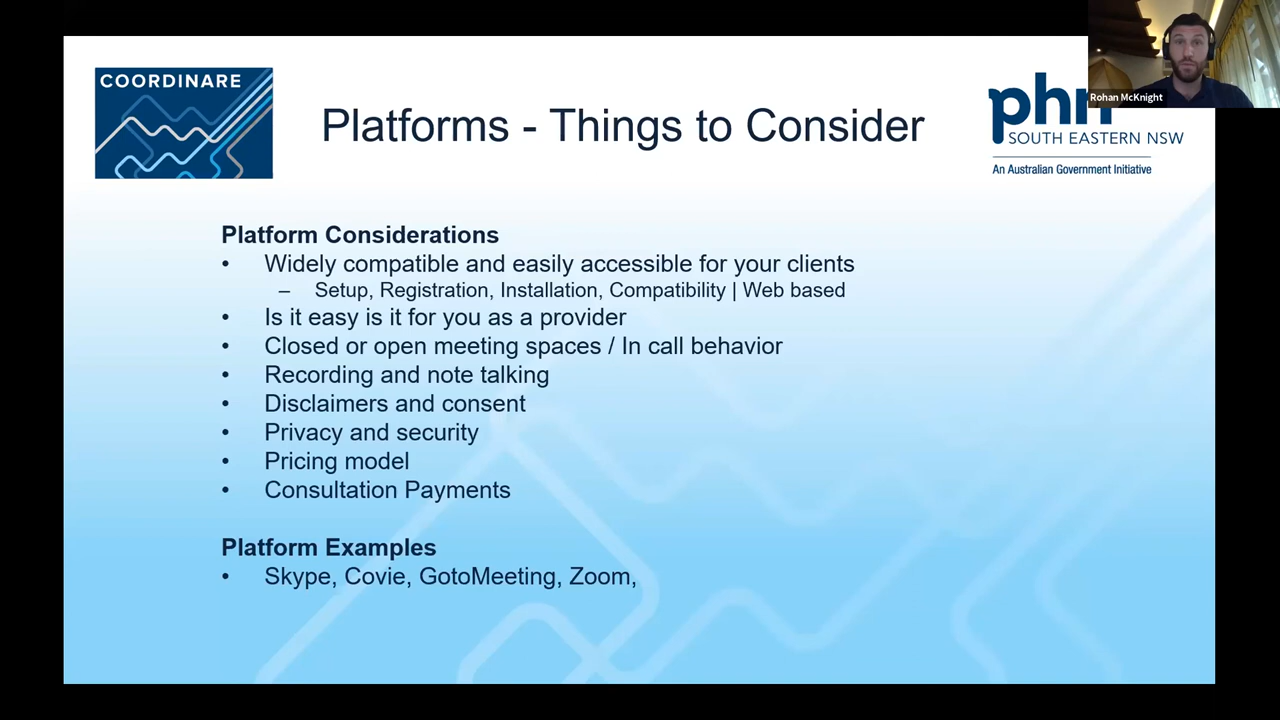 COORDINARE
Platforms - Things to Consider
Rohan McKnight
SOUTH EASTERN NSW
An Australian Government Initiative
Platform Considerations
• Widely compatible and easily accessible for your clients
– Setup, Registration, Installation, Compatibility | Web based
• Is it easy is it for you as a provider
• Closed or open meeting spaces / In call behavior
• Recording and note talking
• Disclaimers and consent
• Privacy and security
• Pricing model
• Consultation Payments
Platform Examples
• Skype, Covie, GotoMeeting, Zoom,